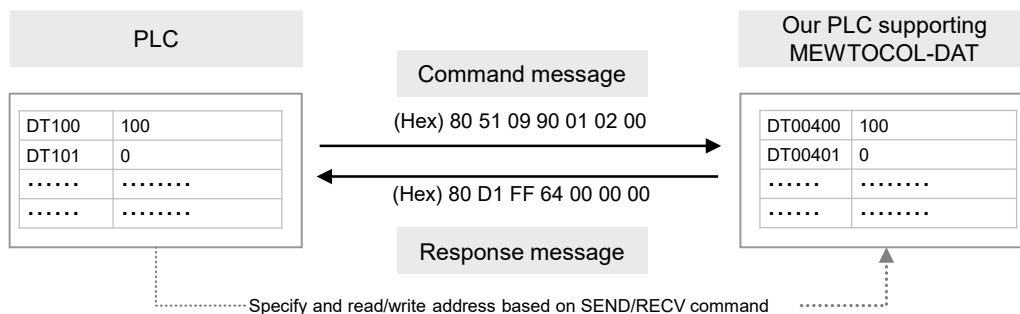 PLC
Our PLC supporting
MEWTOCOL-DAT
Command message
(Hex) 80 51 09 90 01 02 00
DT100 100
DT101 0
...... ........
...... ........
DT00400 100
DT00401 0
...... ........
...... ........
(Hex) 80 D1 FF 64 00 00 00
Response message
Specify and read/write address based on SEND/RECV command